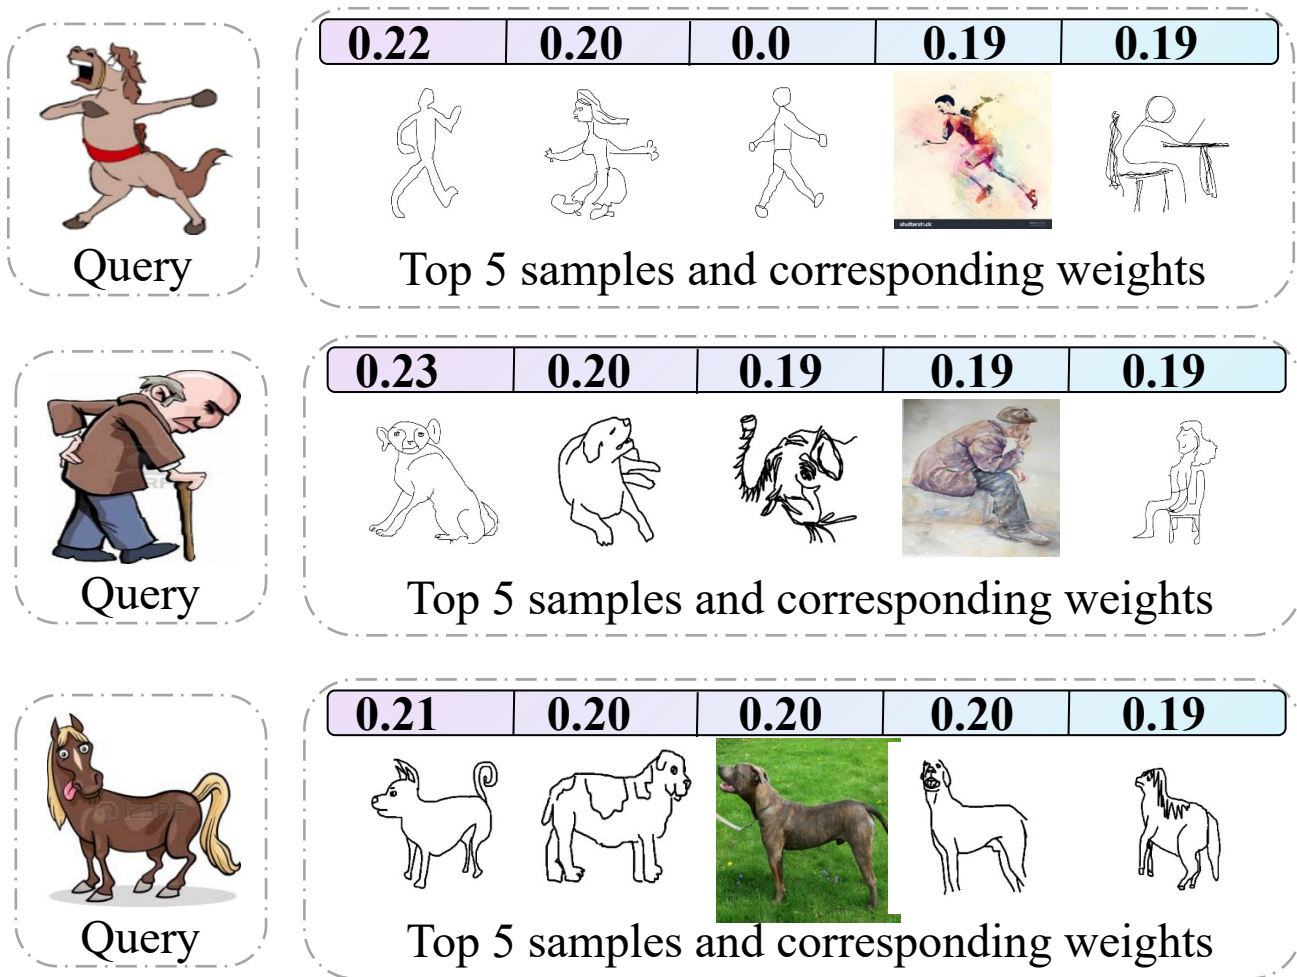 0.22 0.20 0.0 0.19 0.19
shutterstock
Query
Top 5 samples and corresponding weights
0.23 0.20 0.19 0.19 0.19
Query
Top 5 samples and corresponding weights
0.21 0.20 0.20 0.20 0.19
123RF
Query
Top 5 samples and corresponding weights